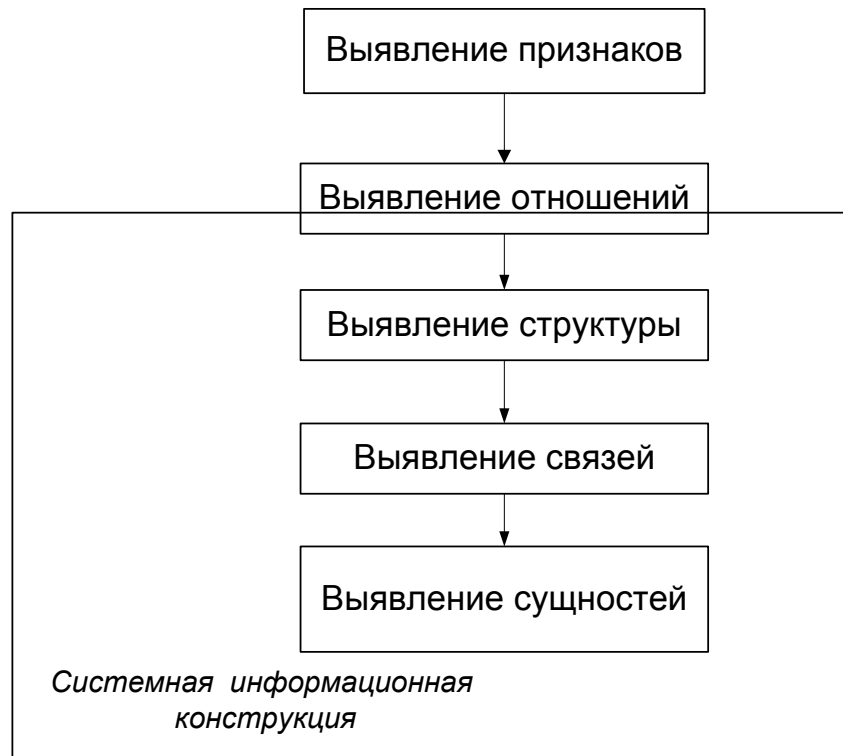 Выявление признаков
Выявление отношений
Выявление структуры
Выявление связей
Выявление сущностей
Системная информационная
конструкция